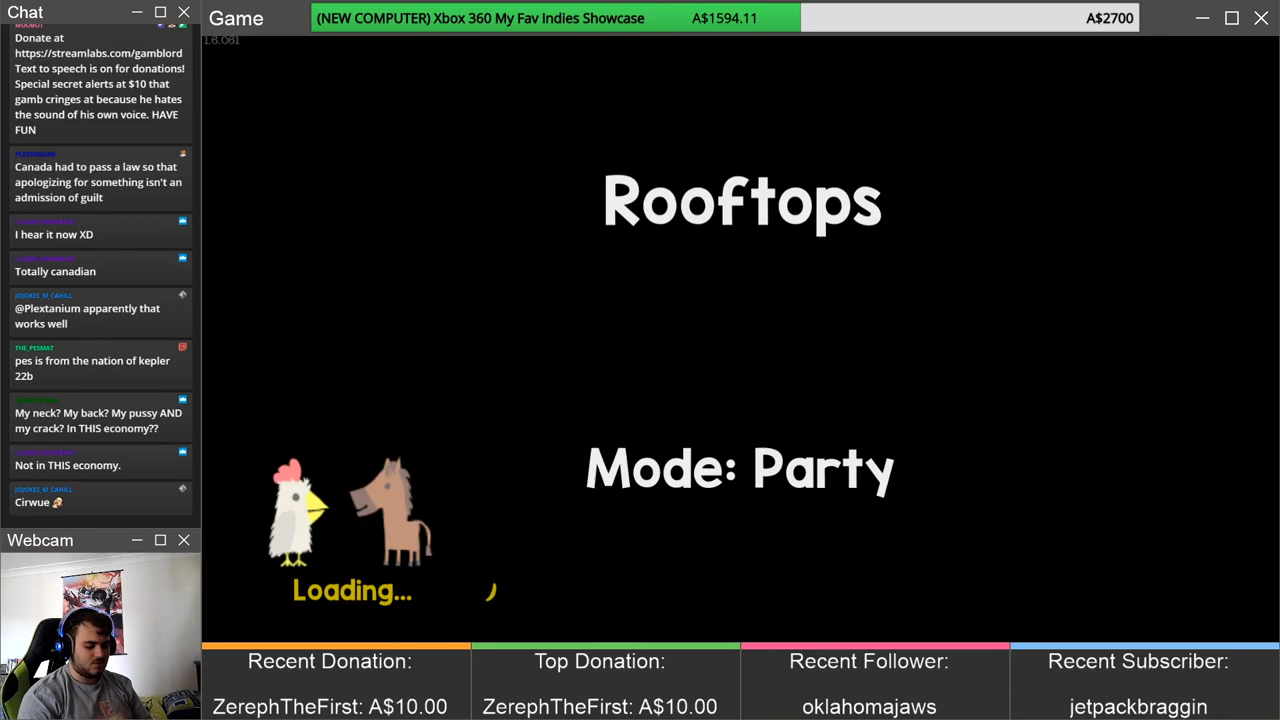 Chat
Donate at
https://streamlabs.com/gamblord
Text to speech is on for donations!
Special secret alerts at $10 that
gamb cringes at because he hates
the sound of his own voice. HAVE
FUN
PLEXTANIUM
Canada had to pass a law so that
apologizing for something isn't an
admission of guilt
I hear it now XD
Totally canadian
JOJOKES_M_CAHILL
@Plextanium apparently that
works well
THE_PESMAT
pes is from the nation of kepler
22b
My neck? My back? My pussy AND
my crack? In THIS economy??
Not in THIS economy.
JOJOKES_M_CAHILL
Cirwue
Webcam
Game
(NEW COMPUTER) Xbox 360 My Fav Indies Showcase A$1594.11 A$2700
1.6.061
Rooftops
Mode: Party
Loading...
Recent Donation:
ZerephTheFirst: A$10.00
Top Donation:
ZerephTheFirst: A$10.00
Recent Follower:
oklahomajaws
Recent Subscriber:
jetpackbraggin